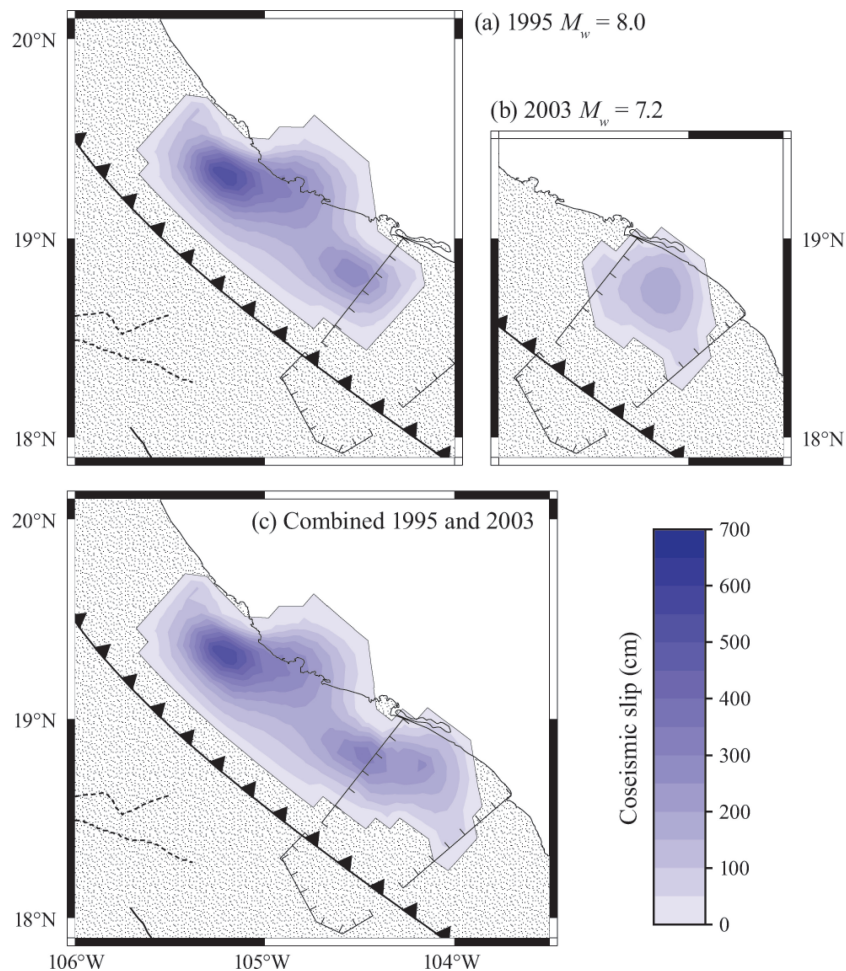 (a) 1995 Mw = 8.0
20°N
19°N
18°N
(b) 2003 Mw = 7.2
19°N
18°N
(c) Combined 1995 and 2003
20°N
19°N
18°N
106°W
105°W
104°W
Coseismic slip (cm)
700
600
500
400
300
200
100
0